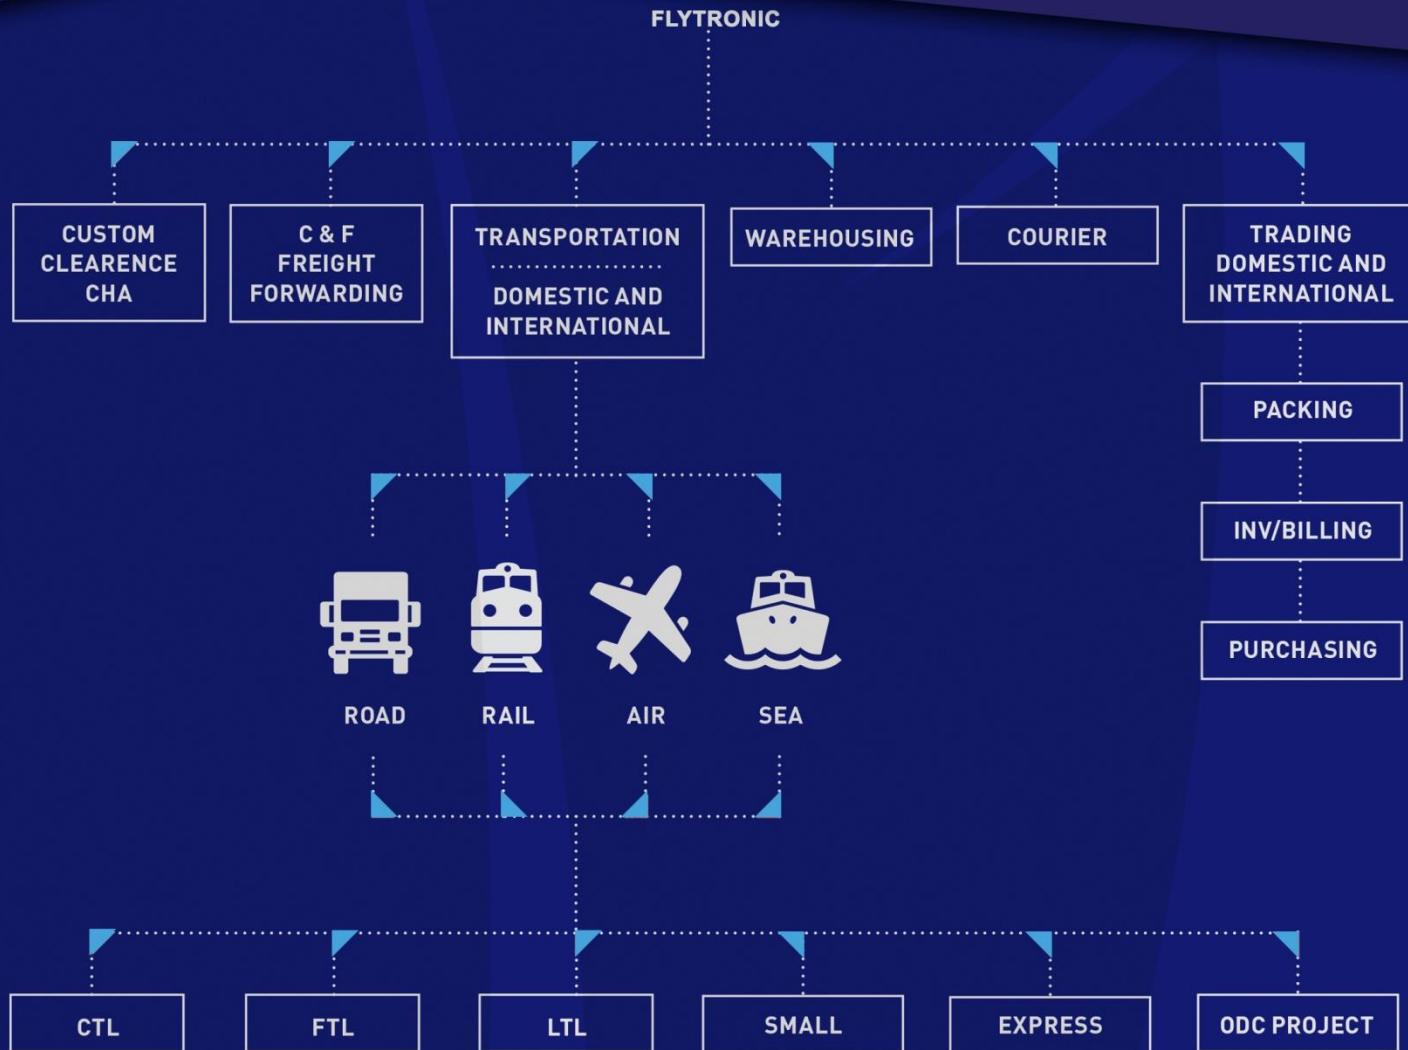 FLYTRONIC
CUSTOM
CLEARENCE
CHA
C & F
FREIGHT
FORWARDING
TRANSPORTATION
DOMESTIC AND
INTERNATIONAL
WAREHOUSING
COURIER
TRADING
DOMESTIC AND
INTERNATIONAL
PACKING
INV/BILLING
PURCHASING
ROAD
RAIL
AIR
SEA
CTL
FTL
LTL
SMALL
EXPRESS
ODC PROJECT